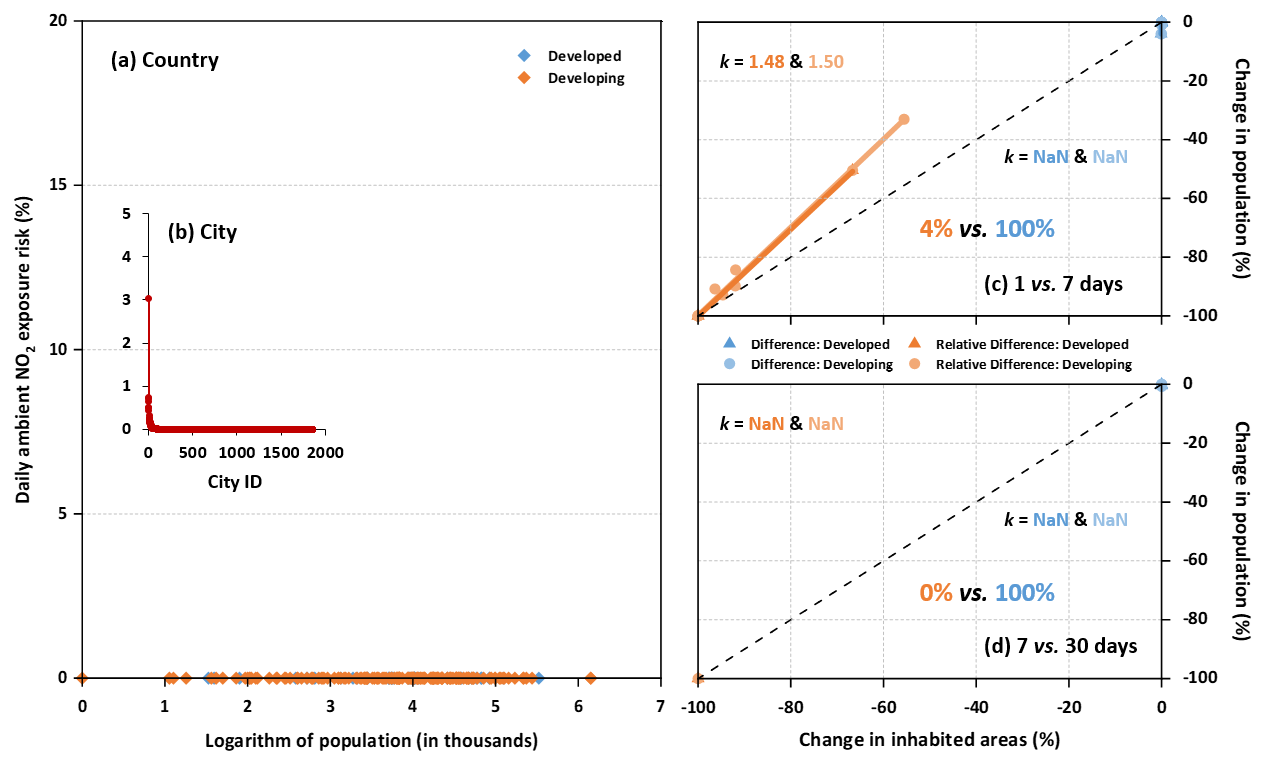 (a) Country
Developed
Developing
20
15
10
5
0
Daily ambient NO2 exposure risk (%)
0 1 2 3 4 5 6 7
Logarithm of population (in thousands)
(b) City
5
4
3
2
1
0
0 500 1000 1500 2000
City ID
k = 1.48 & 1.50
k = NaN & NaN
4% vs. 100%
(c) 1 vs. 7 days
0
-20
-40
-60
-80
-100
Change in population (%)
Difference: Developed
Relative Difference: Developed
Difference: Developing
Relative Difference: Developing
k = NaN & NaN
k = NaN & NaN
0% vs. 100%
(d) 7 vs. 30 days
0
-20
-40
-60
-80
-100
Change in population (%)
-100 -80 -60 -40 -20 0
Change in inhabited areas (%)